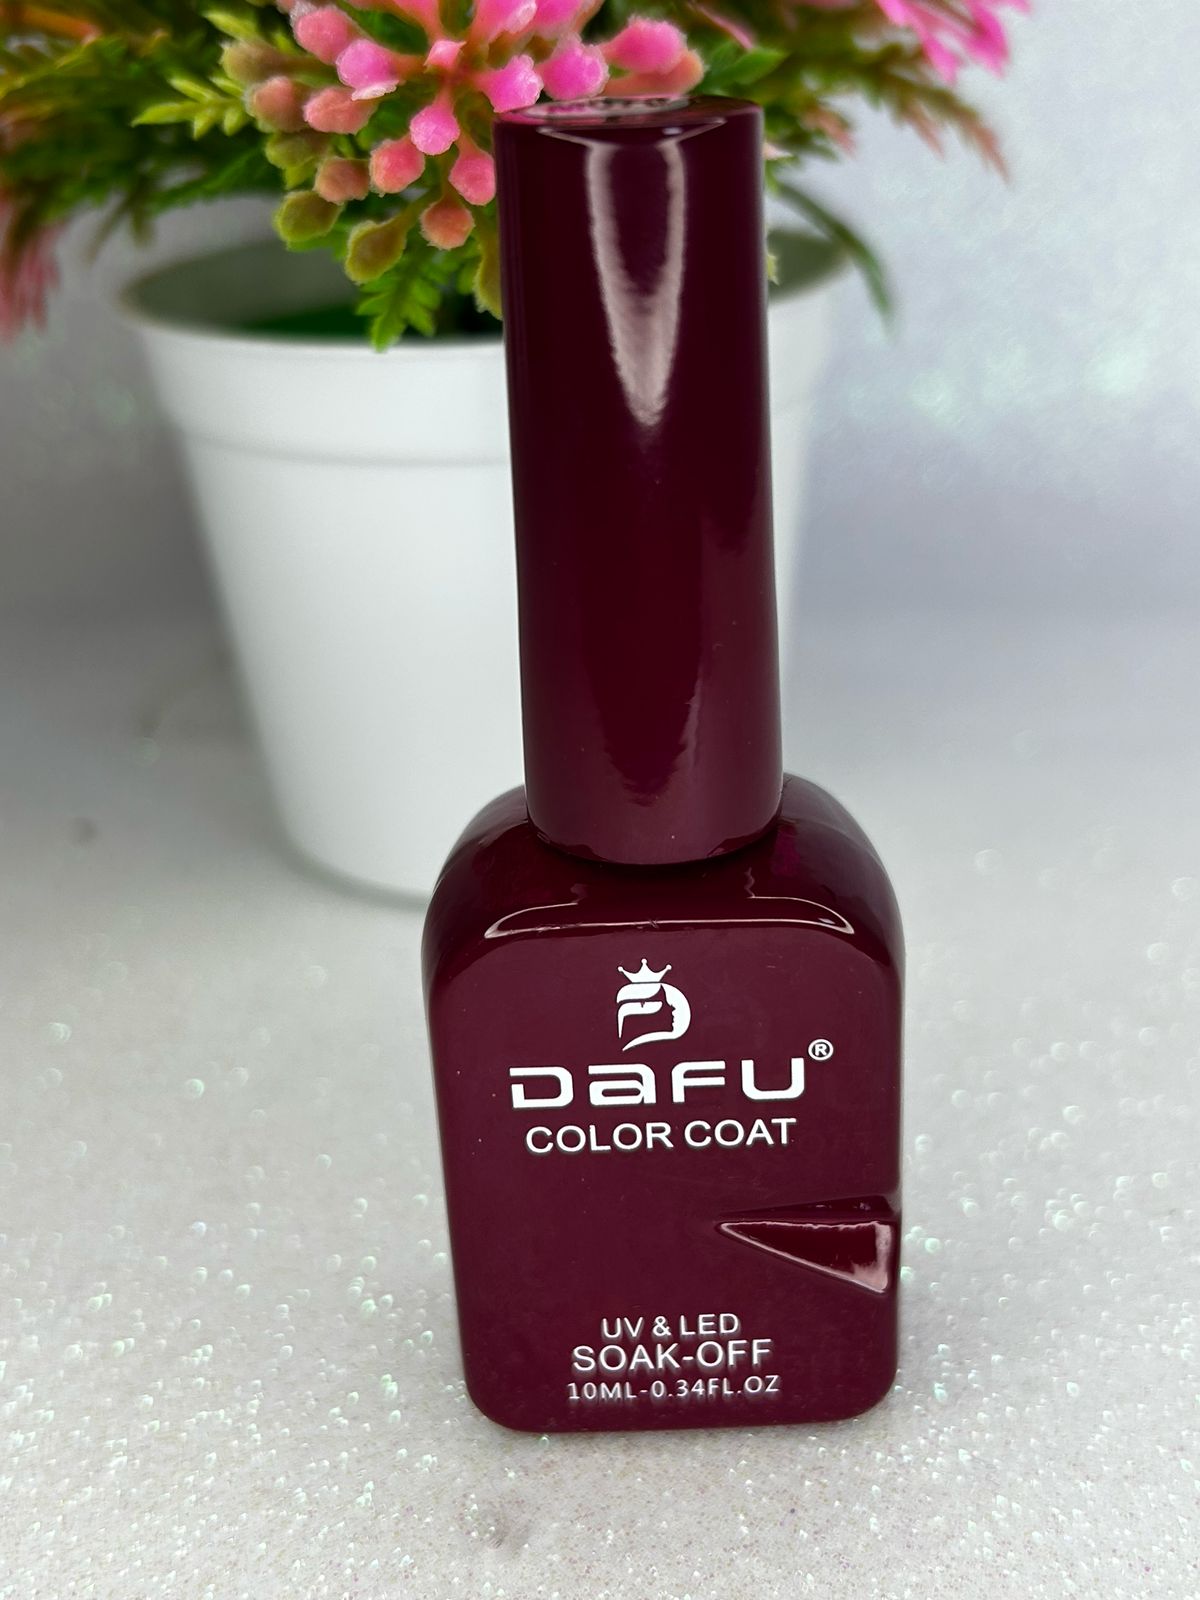 DAFU®
COLOR COAT
UV & LED
SOAK-OFF
10ML-0.34FL.OZ